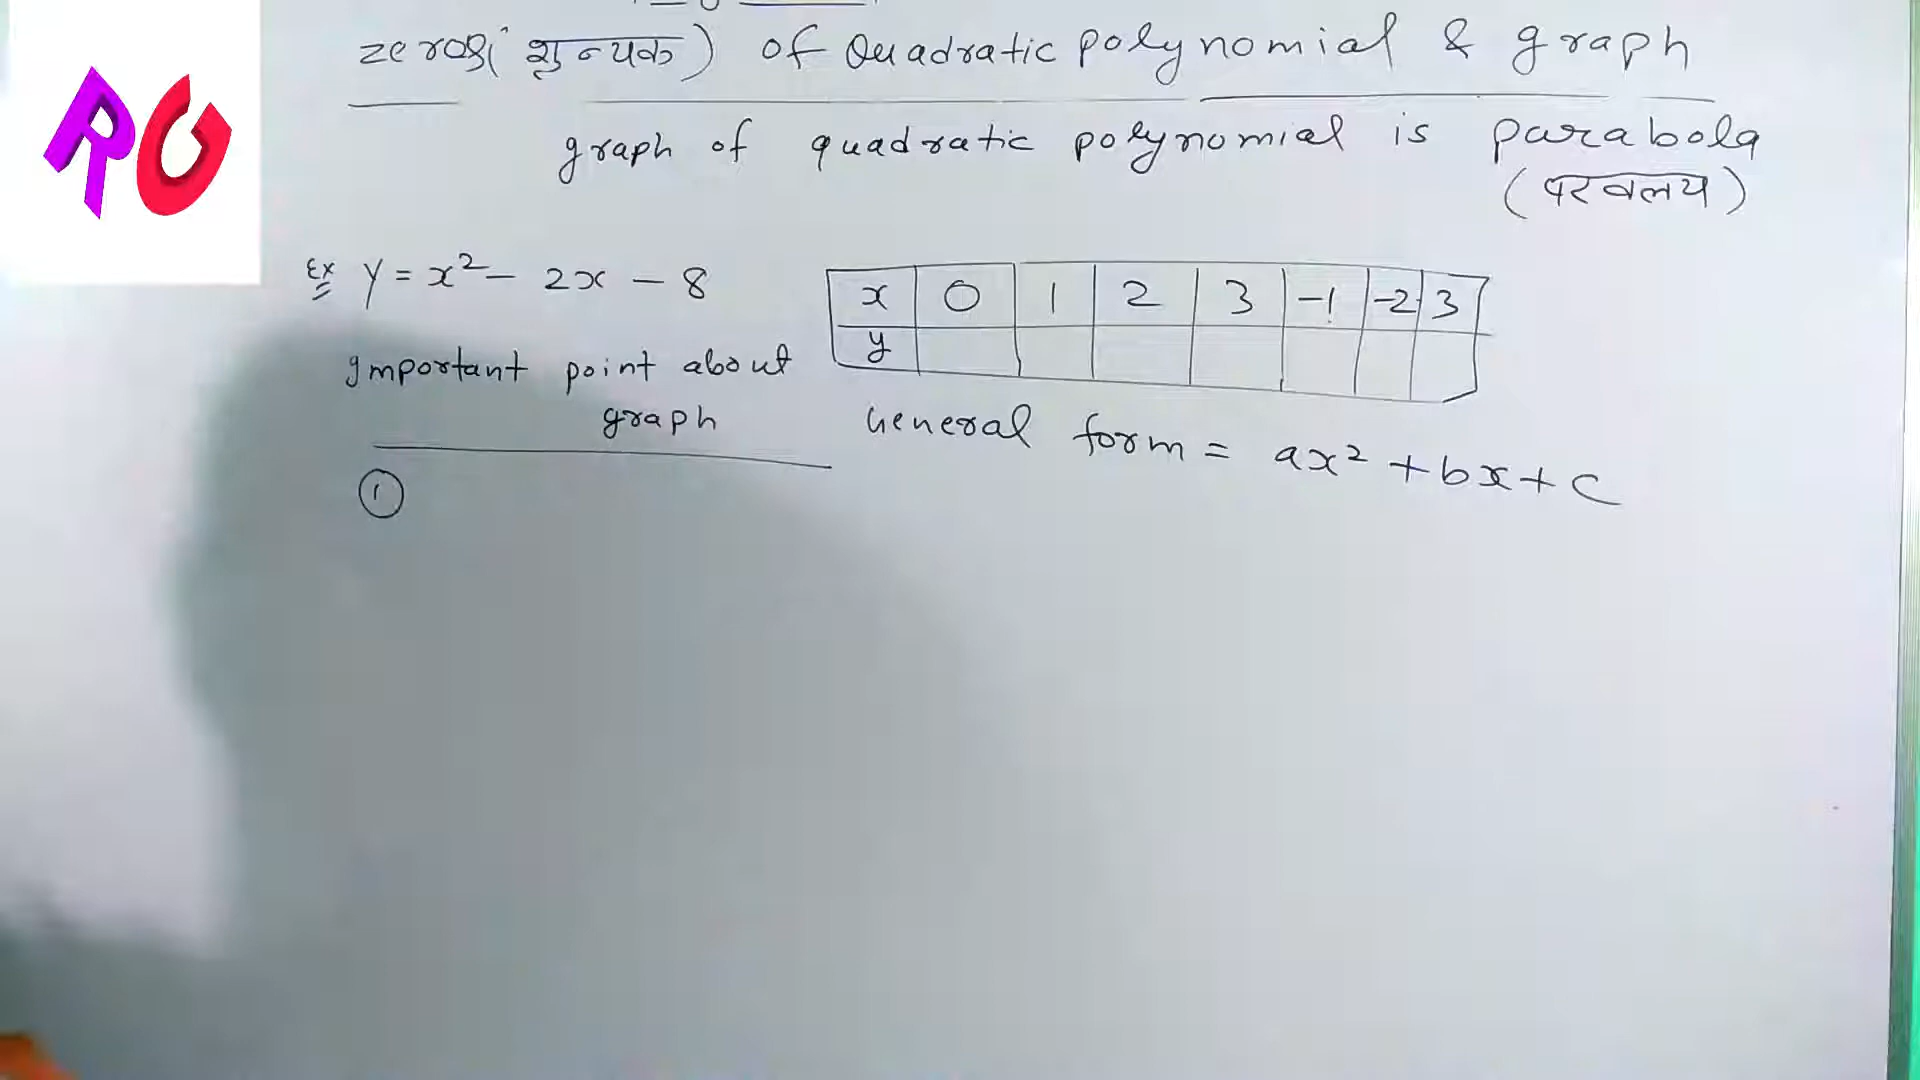 RG
zeroes (शुन्यक) of Quadratic polynomial & graph
graph of quadratic polynomial is parabola
(परवलय)
Ex y = x² - 2x - 8
x 0 1 2 3 -1 -2 3
y
Important point about
graph
General form = ax² + bx + c
①